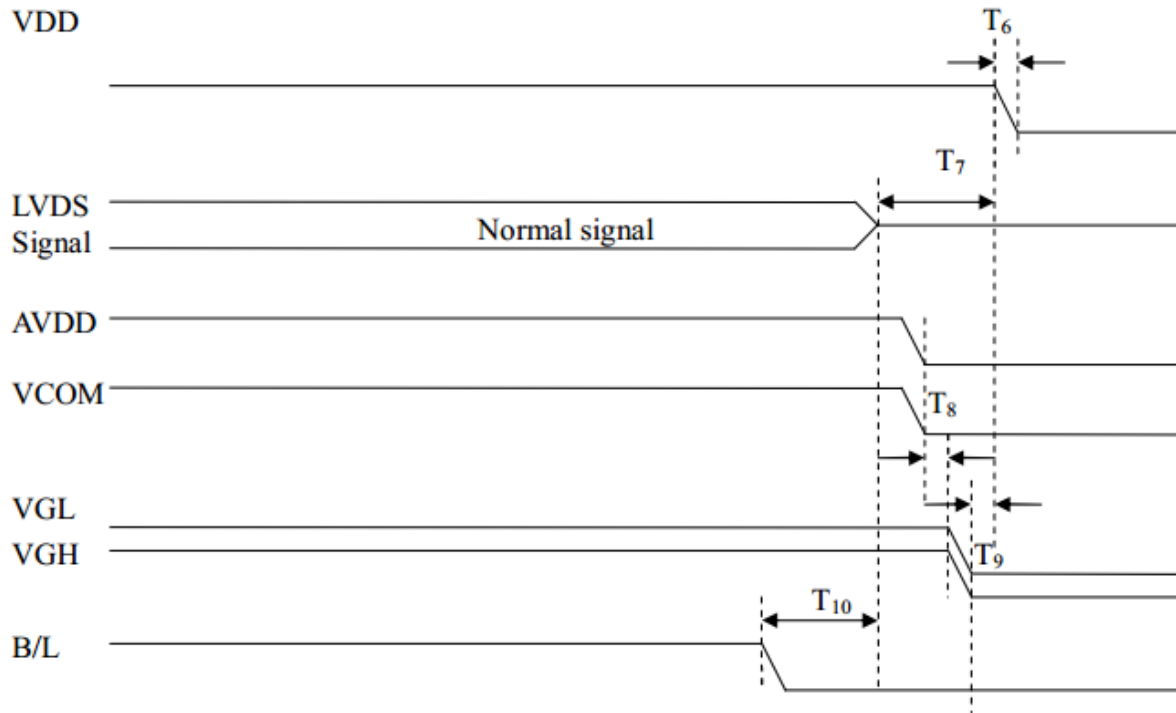 VDD
T₆
T₇
LVDS
Signal
Normal signal
AVDD
VCOM
T₈
VGL
VGH
T₉
T₁₀
B/L